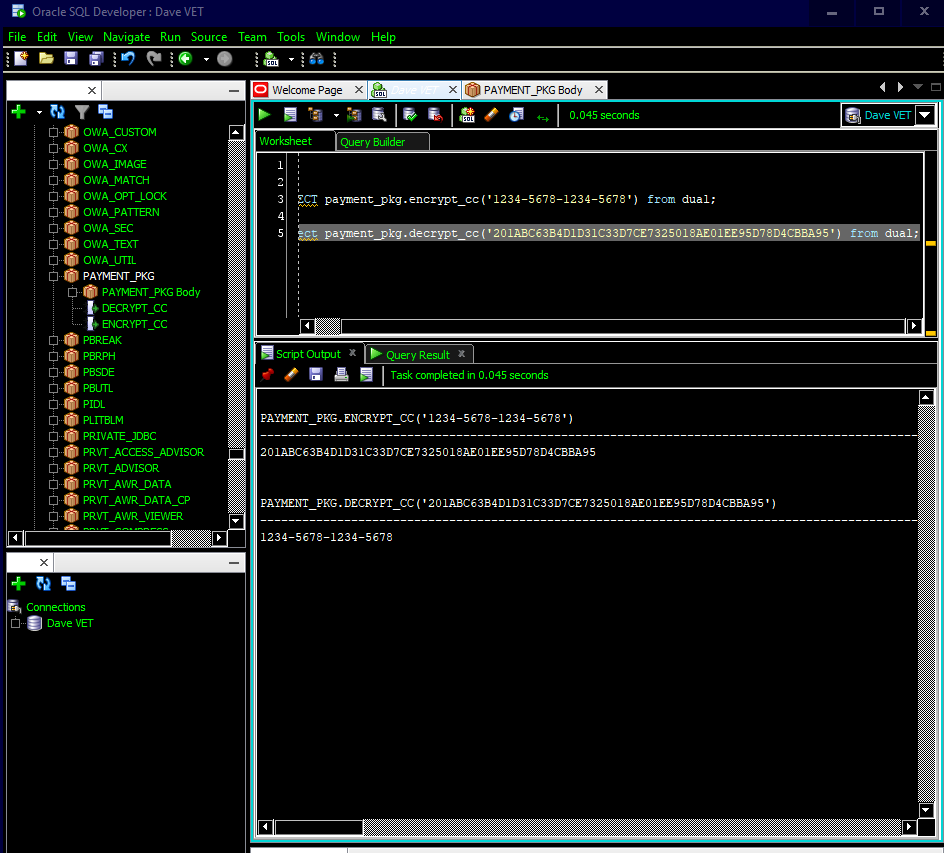 Oracle SQL Developer : Dave VET
File Edit View Navigate Run Source Team Tools Window Help
Welcome Page
Dave VET
PAYMENT_PKG Body
OWA_CUSTOM
OWA_CX
OWA_IMAGE
OWA_MATCH
OWA_OPT_LOCK
OWA_PATTERN
OWA_SEC
OWA_TEXT
OWA_UTIL
PAYMENT_PKG
PAYMENT_PKG Body
DECRYPT_CC
ENCRYPT_CC
PBREAK
PBRPH
PBSDE
PBUTL
PIDL
PLITBLM
PRIVATE_JDBC
PRVT_ACCESS_ADVISOR
PRVT_ADVISOR
PRVT_AWR_DATA
PRVT_AWR_DATA_CP
PRVT_AWR_VIEWER
Connections
Dave VET
0.045 seconds
Dave VET
Worksheet
Query Builder
1
2
3 ECT payment_pkg.encrypt_cc('1234-5678-1234-5678') from dual;
4
5 ect payment_pkg.decrypt_cc('201ABC63B4D1D31C33D7CE7325018AE01EE95D78D4CBBA95') from dual;
Script Output
Query Result
Task completed in 0.045 seconds
PAYMENT_PKG.ENCRYPT_CC('1234-5678-1234-5678')
201ABC63B4D1D31C33D7CE7325018AE01EE95D78D4CBBA95
PAYMENT_PKG.DECRYPT_CC('201ABC63B4D1D31C33D7CE7325018AE01EE95D78D4CBBA95')
1234-5678-1234-5678